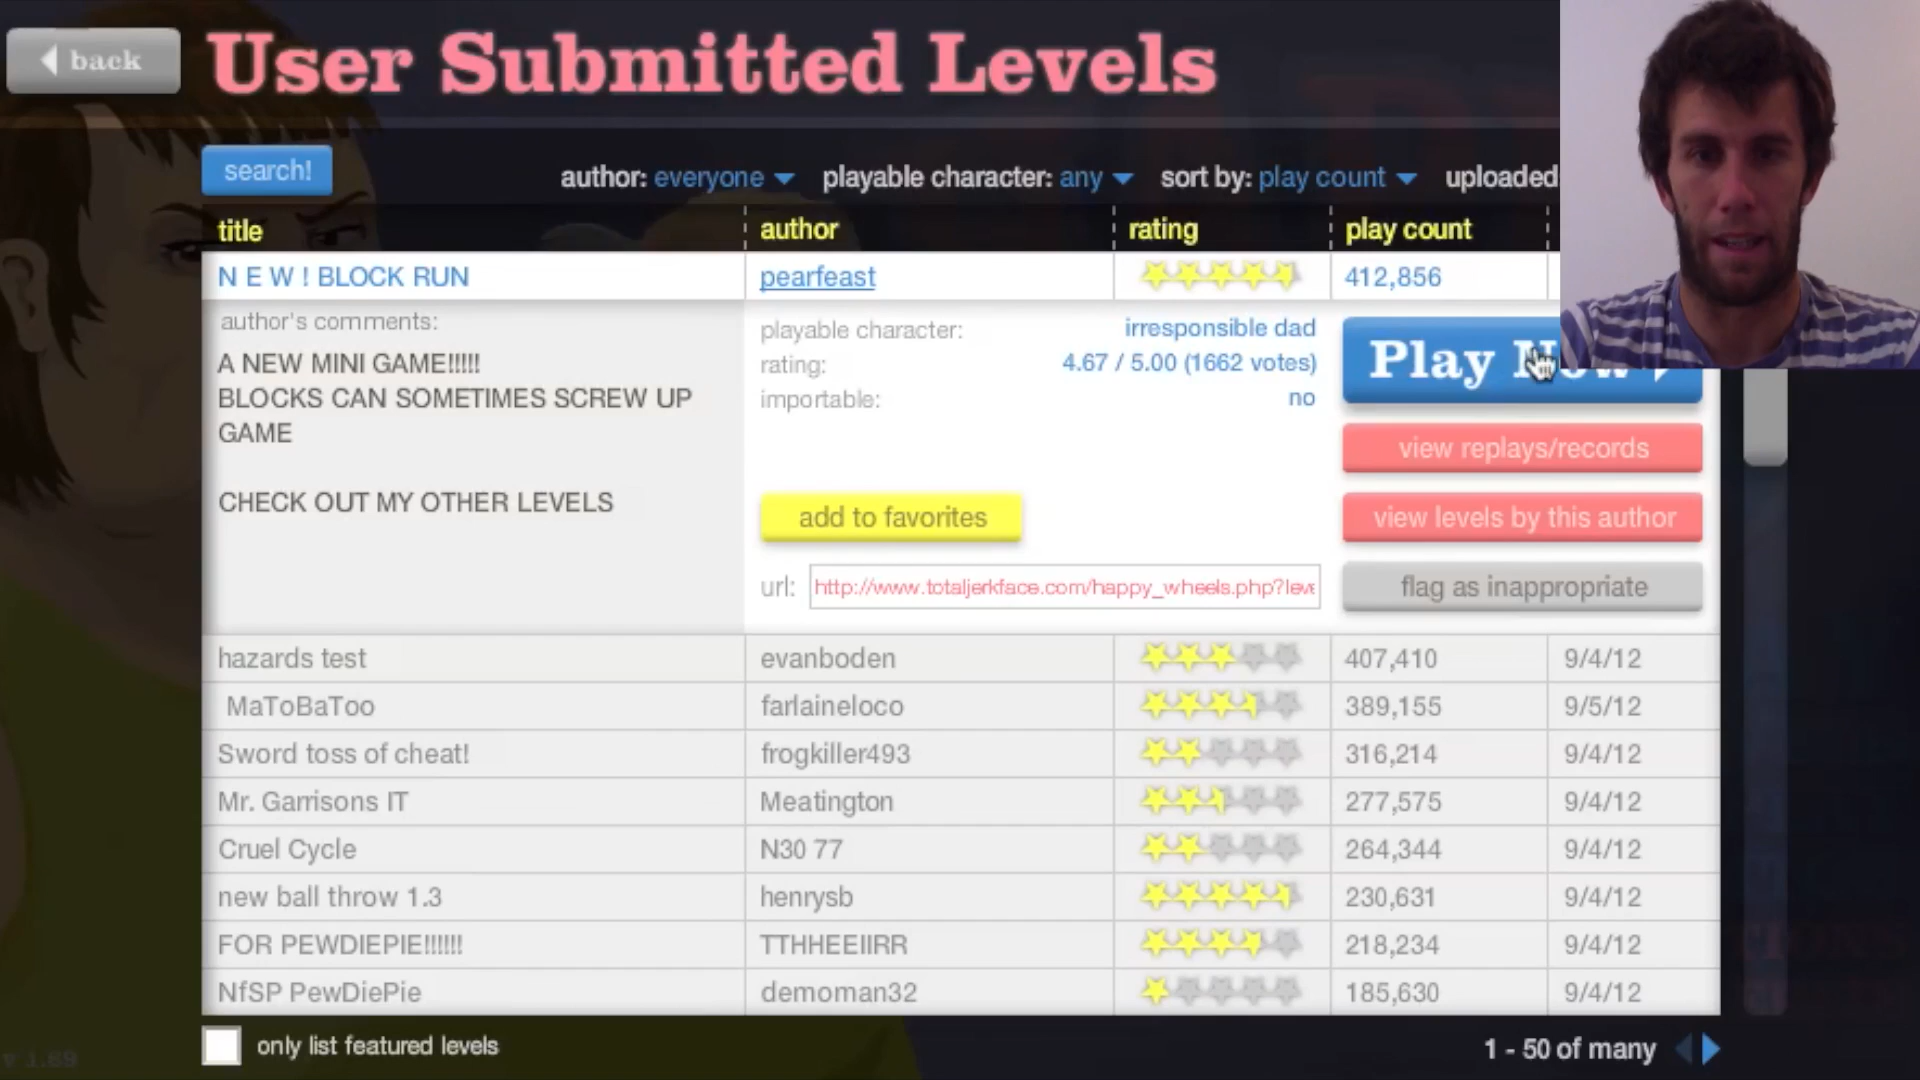 back
User Submitted Levels
search!
author: everyone playable character: any sort by: play count uploaded
title author rating play count
N E W ! BLOCK RUN pearfeast 412,856
author's comments:
A NEW MINI GAME!!!!!
BLOCKS CAN SOMETIMES SCREW UP
GAME
CHECK OUT MY OTHER LEVELS
playable character: irresponsible dad
rating: 4.67 / 5.00 (1662 votes)
importable: no
add to favorites
url: http://www.totaljerkface.com/happy_wheels.php?leve
Play Now
view replays/records
view levels by this author
flag as inappropriate
hazards test evanboden 407,410 9/4/12
MaToBaToo farlaineloco 389,155 9/5/12
Sword toss of cheat! frogkiller493 316,214 9/4/12
Mr. Garrisons IT Meatington 277,575 9/4/12
Cruel Cycle N30 77 264,344 9/4/12
new ball throw 1.3 henrysb 230,631 9/4/12
FOR PEWDIEPIE!!!!!! TTHHEEIIRR 218,234 9/4/12
NfSP PewDiePie demoman32 185,630 9/4/12
only list featured levels
1 - 50 of many